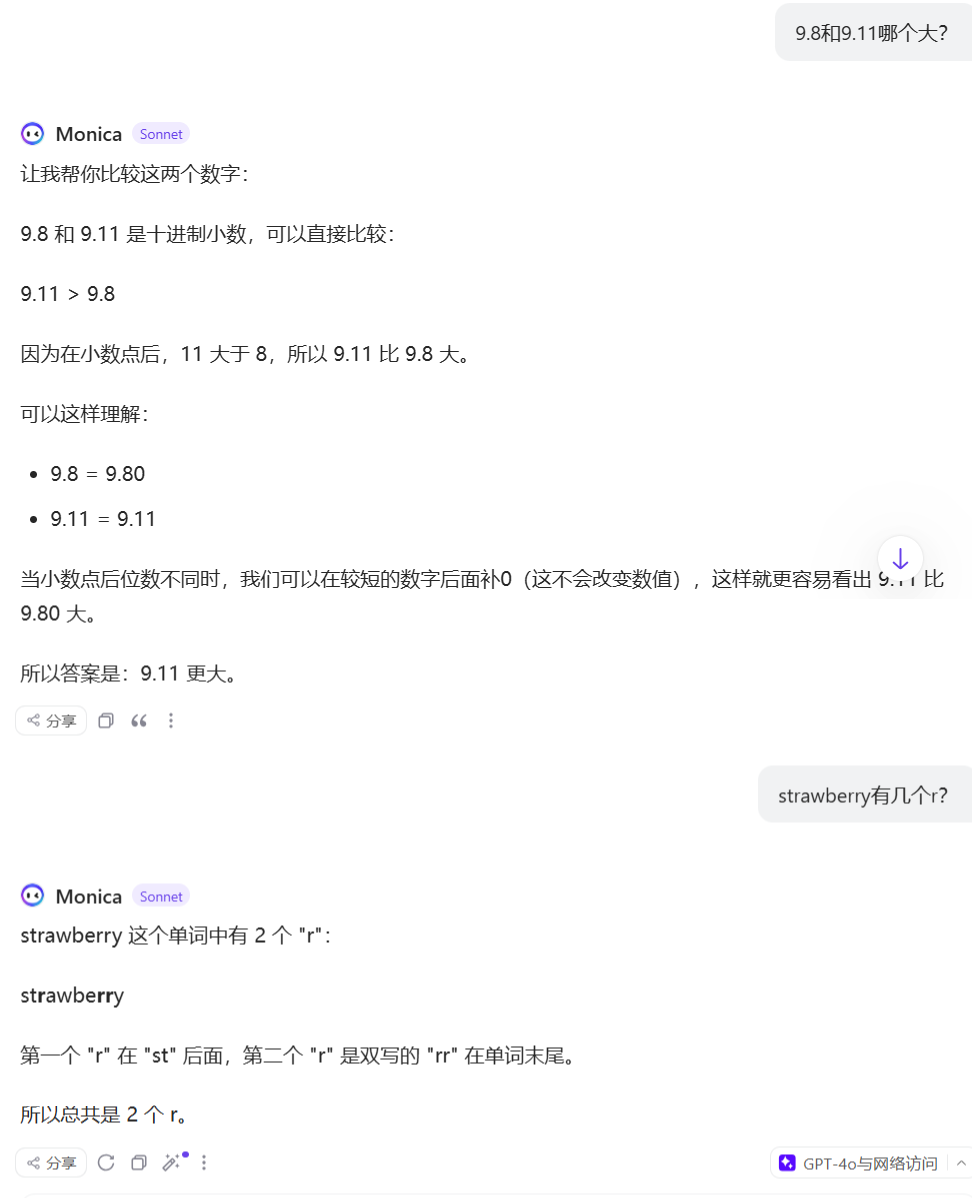 9.8和9.11哪个大？
Monica Sonnet
让我帮你比较这两个数字：
9.8 和 9.11 是十进制小数，可以直接比较：
9.11 > 9.8
因为在小数点后，11 大于 8，所以 9.11 比 9.8 大。
可以这样理解：
9.8 = 9.80
9.11 = 9.11
当小数点后位数不同时，我们可以在较短的数字后面补0（这不会改变数值），这样就更容易看出 9.11 比
9.80 大。
所以答案是：9.11 更大。
分享
strawberry有几个r？
Monica Sonnet
strawberry 这个单词中有 2 个 "r"：
strawberry
第一个 "r" 在 "st" 后面，第二个 "r" 是双写的 "rr" 在单词末尾。
所以总共是 2 个 r。
分享
GPT-4o与网络访问